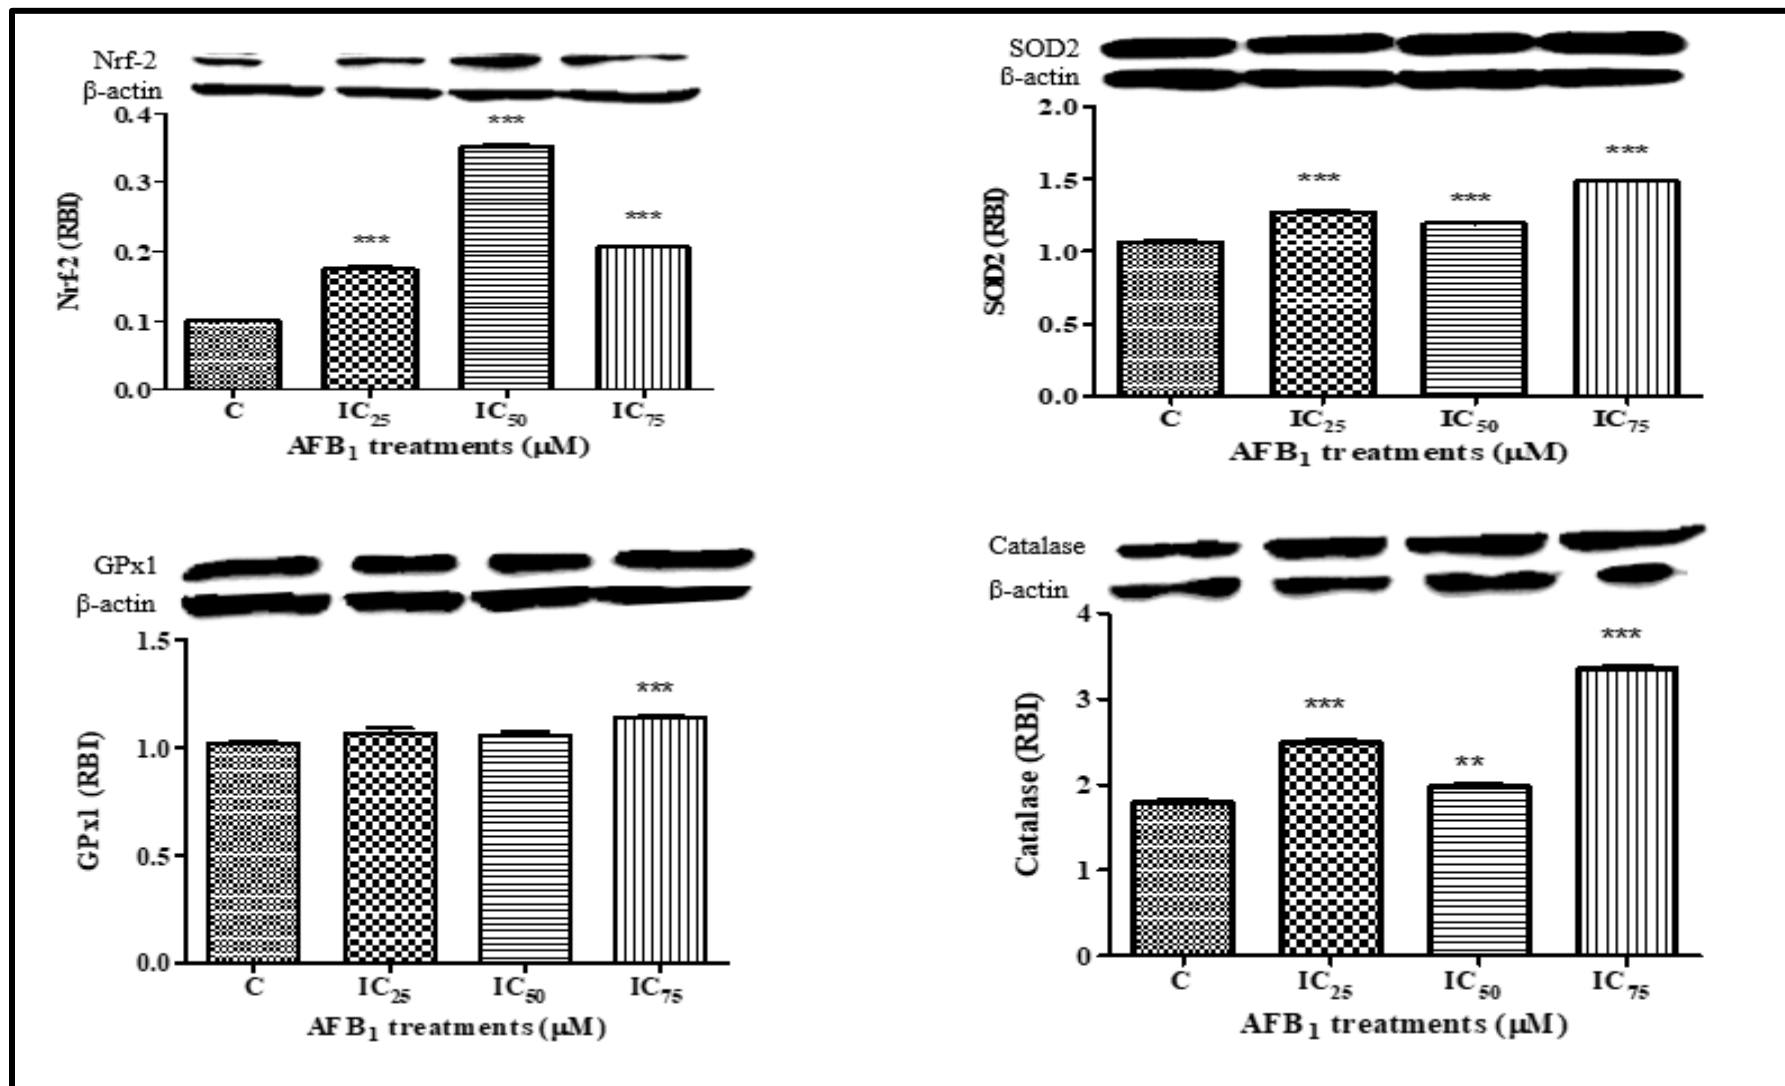 Nrf-2
β-actin
0.4
0.3
0.2
0.1
0.0
Nrf-2 (RBI)
***
***
***
C IC₂₅ IC₅₀ IC₇₅
AFB₁ treatments (μM)
SOD2
β-actin
2.0
1.5
1.0
0.5
0.0
SOD2 (RBI)
***
***
***
C IC₂₅ IC₅₀ IC₇₅
AFB₁ treatments (μM)
GPx1
β-actin
1.5
1.0
0.5
0.0
GPx1 (RBI)
***
C IC₂₅ IC₅₀ IC₇₅
AFB₁ treatments (μM)
Catalase
β-actin
4
3
2
1
0
Catalase (RBI)
***
**
***
C IC₂₅ IC₅₀ IC₇₅
AFB₁ treatments (μM)